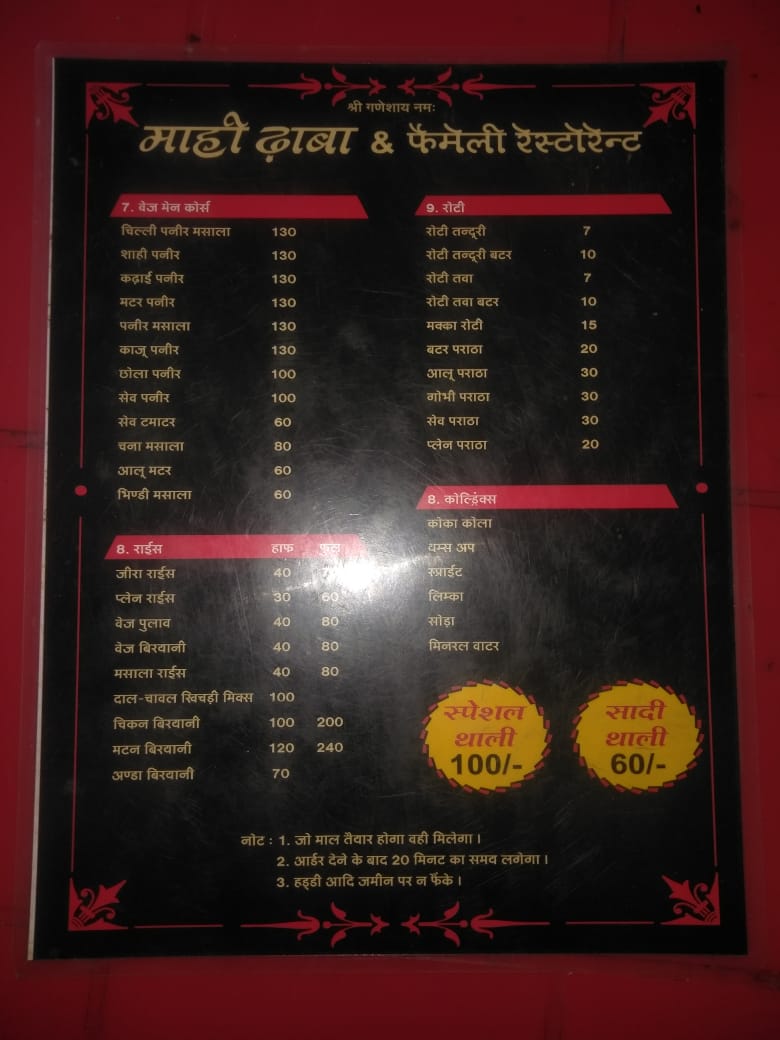 श्री गणेशाय नमः
माही ढ़ाबा & फैमेली रेस्टोरेन्ट
7. वेज मेन कोर्स
चिल्ली पनीर मसाला 130
शाही पनीर 130
कढ़ाई पनीर 130
मटर पनीर 130
पनीर मसाला 130
काजू पनीर 130
छोला पनीर 100
सेव पनीर 100
सेव टमाटर 60
चना मसाला 80
आलू मटर 60
भिण्डी मसाला 60
8. राईस हाफ फुल
जीरा राईस 40
प्लेन राईस 30 60
वेज पुलाव 40 80
वेज बिरयानी 40 80
मसाला राईस 40 80
दाल-चावल खिचड़ी मिक्स 100
चिकन बिरयानी 100 200
मटन बिरयानी 120 240
अण्डा बिरयानी 70
9. रोटी
रोटी तन्दूरी 7
रोटी तन्दूरी बटर 10
रोटी तवा 7
रोटी तवा बटर 10
मक्का रोटी 15
बटर पराठा 20
आलू पराठा 30
गोभी पराठा 30
सेव पराठा 30
प्लेन पराठा 20
8. कोल्ड्रिंक्स
कोका कोला
थम्स अप
स्प्राईट
लिम्का
सोड़ा
मिनरल वाटर
स्पेशल
थाली
100/-
सादी
थाली
60/-
नोट : 1. जो माल तैयार होगा वही मिलेगा।
2. आर्डर देने के बाद 20 मिनट का समय लगेगा।
3. हड्डी आदि जमीन पर न फैंके।